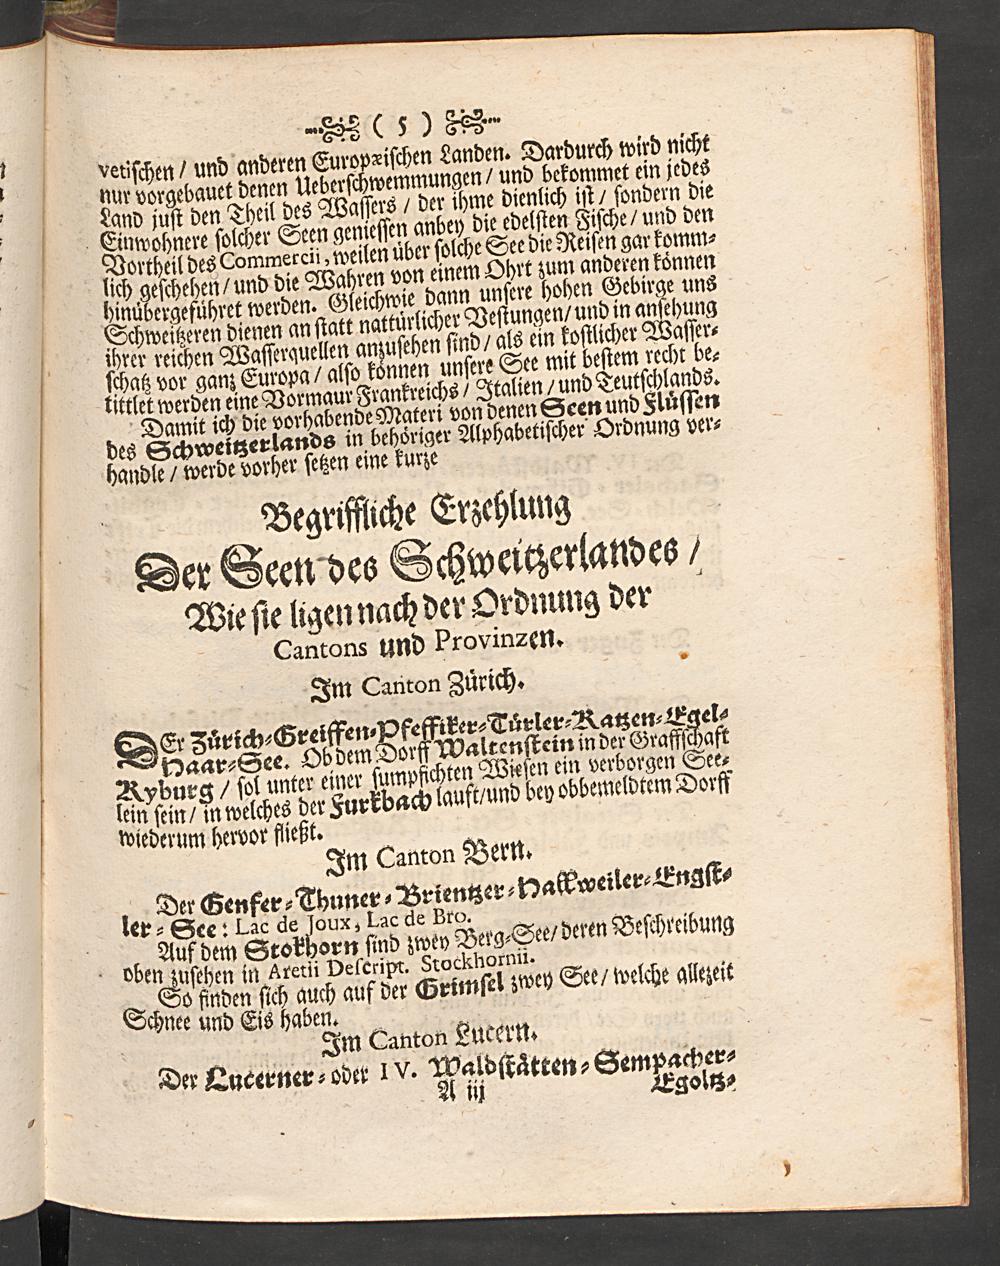 ( 5 )
vetischen / und anderen Europæischen Landen. Dardurch wird nicht
nur vorgebauet denen Ueberschwemmungen / und bekommet ein jedes
Land just den Theil des Wassers / der ihme dienlich ist / sondern die
Einwohnere solcher Seen geniessen anbey die edelsten Fische / und den
Vortheil des Commercii, weilen über solche See die Reisen gar komm-
lich geschehen / und die Wahren von einem Ohrt zum anderen können
hinübergeführet werden. Gleichwie dann unsere hohen Gebirge uns
Schweitzeren dienen an statt nattürlicher Vestungen / und in ansehung
ihrer reichen Wasserquellen anzusehen sind / als ein kostlicher Wasser-
schatz vor ganz Europa / also können unsere See mit bestem recht be-
tittlet werden eine Vormaur Frankreichs / Italien / und Teutschlands.
Damit ich die vorhabende Materi von denen Seen und Flüssen
des Schweitzerlands in behöriger Alphabetischer Ordnung ver-
handle / werde vorher setzen eine kurze
Begriffliche Erzehlung
Der Seen des Schweitzerlandes /
Wie sie ligen nach der Ordnung der
Cantons und Provinzen.
Im Canton Zürich.
DEr Zürich-Greiffen-Pfeffiker-Türler-Katzen-Egel-
Haar-See. Ob dem Dorff Waltenstein in der Graffschaft
Kyburg / sol unter einer sumpfichten Wiesen ein verborgen See-
lein sein / in welches der Furkbach lauft / und bey obbemeldtem Dorff
wiederum hervor fließt.
Im Canton Bern.
Der Genfer-Thuner-Brientzer-Hallweiler-Engst-
ler-See: Lac de Joux, Lac de Bro.
Auf dem Stokhorn sind zwey Berg-See / deren Beschreibung
oben zusehen in Aretii Descript. Stockhornii.
So finden sich auch auf der Grimsel zwey See / welche allezeit
Schnee und Eis haben.
Im Canton Lucern.
Der Lucerner- oder IV. Waldstätten-Sempacher-
A iij Egoltz-